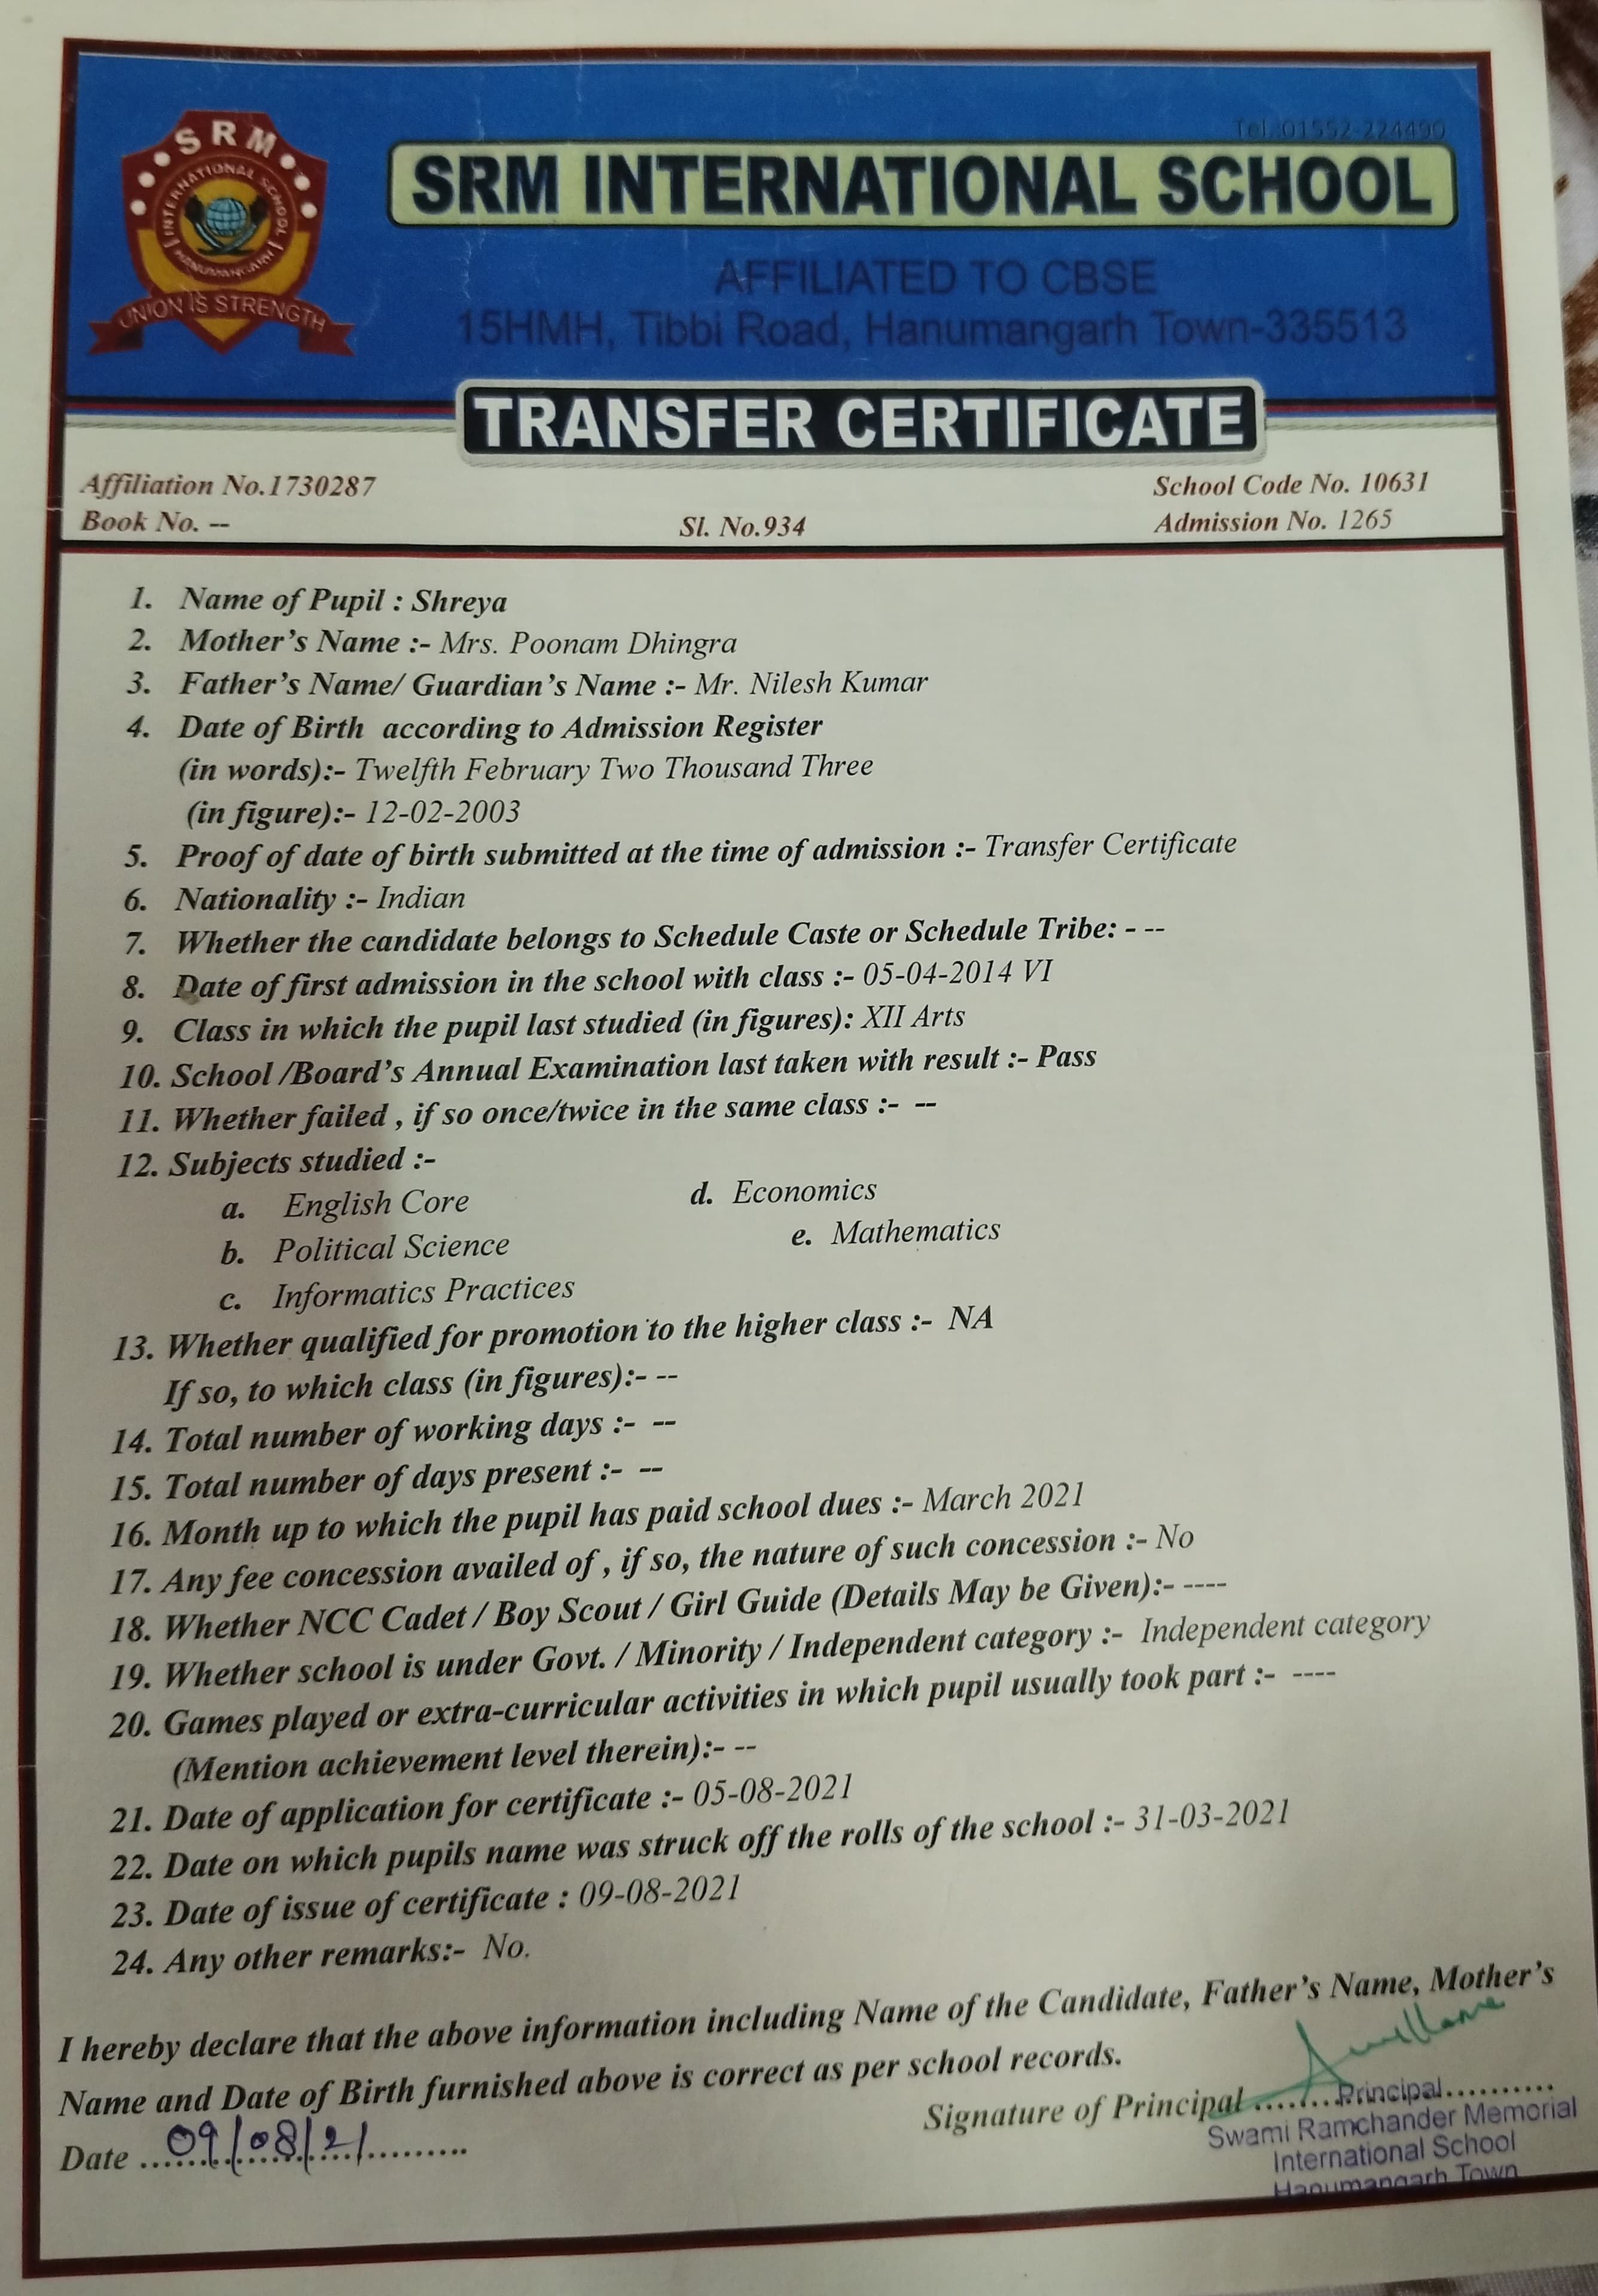 Tel.:01552-224490
SRM
INTERNATIONAL SCHOOL
HANUMANGARH
UNION IS STRENGTH
SRM INTERNATIONAL SCHOOL
AFFILIATED TO CBSE
15HMH, Tibbi Road, Hanumangarh Town-335513
TRANSFER CERTIFICATE
Affiliation No.1730287 School Code No. 10631
Book No. -- Sl. No.934 Admission No. 1265
1. Name of Pupil : Shreya
2. Mother's Name :- Mrs. Poonam Dhingra
3. Father's Name/ Guardian's Name :- Mr. Nilesh Kumar
4. Date of Birth according to Admission Register
(in words):- Twelfth February Two Thousand Three
(in figure):- 12-02-2003
5. Proof of date of birth submitted at the time of admission :- Transfer Certificate
6. Nationality :- Indian
7. Whether the candidate belongs to Schedule Caste or Schedule Tribe: - --
8. Date of first admission in the school with class :- 05-04-2014 VI
9. Class in which the pupil last studied (in figures): XII Arts
10. School /Board's Annual Examination last taken with result :- Pass
11. Whether failed , if so once/twice in the same class :- --
12. Subjects studied :-
a. English Core d. Economics
b. Political Science e. Mathematics
c. Informatics Practices
13. Whether qualified for promotion to the higher class :- NA
If so, to which class (in figures):- --
14. Total number of working days :- --
15. Total number of days present :- --
16. Month up to which the pupil has paid school dues :- March 2021
17. Any fee concession availed of , if so, the nature of such concession :- No
18. Whether NCC Cadet / Boy Scout / Girl Guide (Details May be Given):- ----
19. Whether school is under Govt. / Minority / Independent category :- Independent category
20. Games played or extra-curricular activities in which pupil usually took part :- ----
(Mention achievement level therein):- --
21. Date of application for certificate :- 05-08-2021
22. Date on which pupils name was struck off the rolls of the school :- 31-03-2021
23. Date of issue of certificate : 09-08-2021
24. Any other remarks:- No.
I hereby declare that the above information including Name of the Candidate, Father's Name, Mother's
Name and Date of Birth furnished above is correct as per school records.
Signature of Principal ..........................
Principal
Swami Ramchander Memorial
International School
Hanumangarh Town
Date ...09/08/21..........